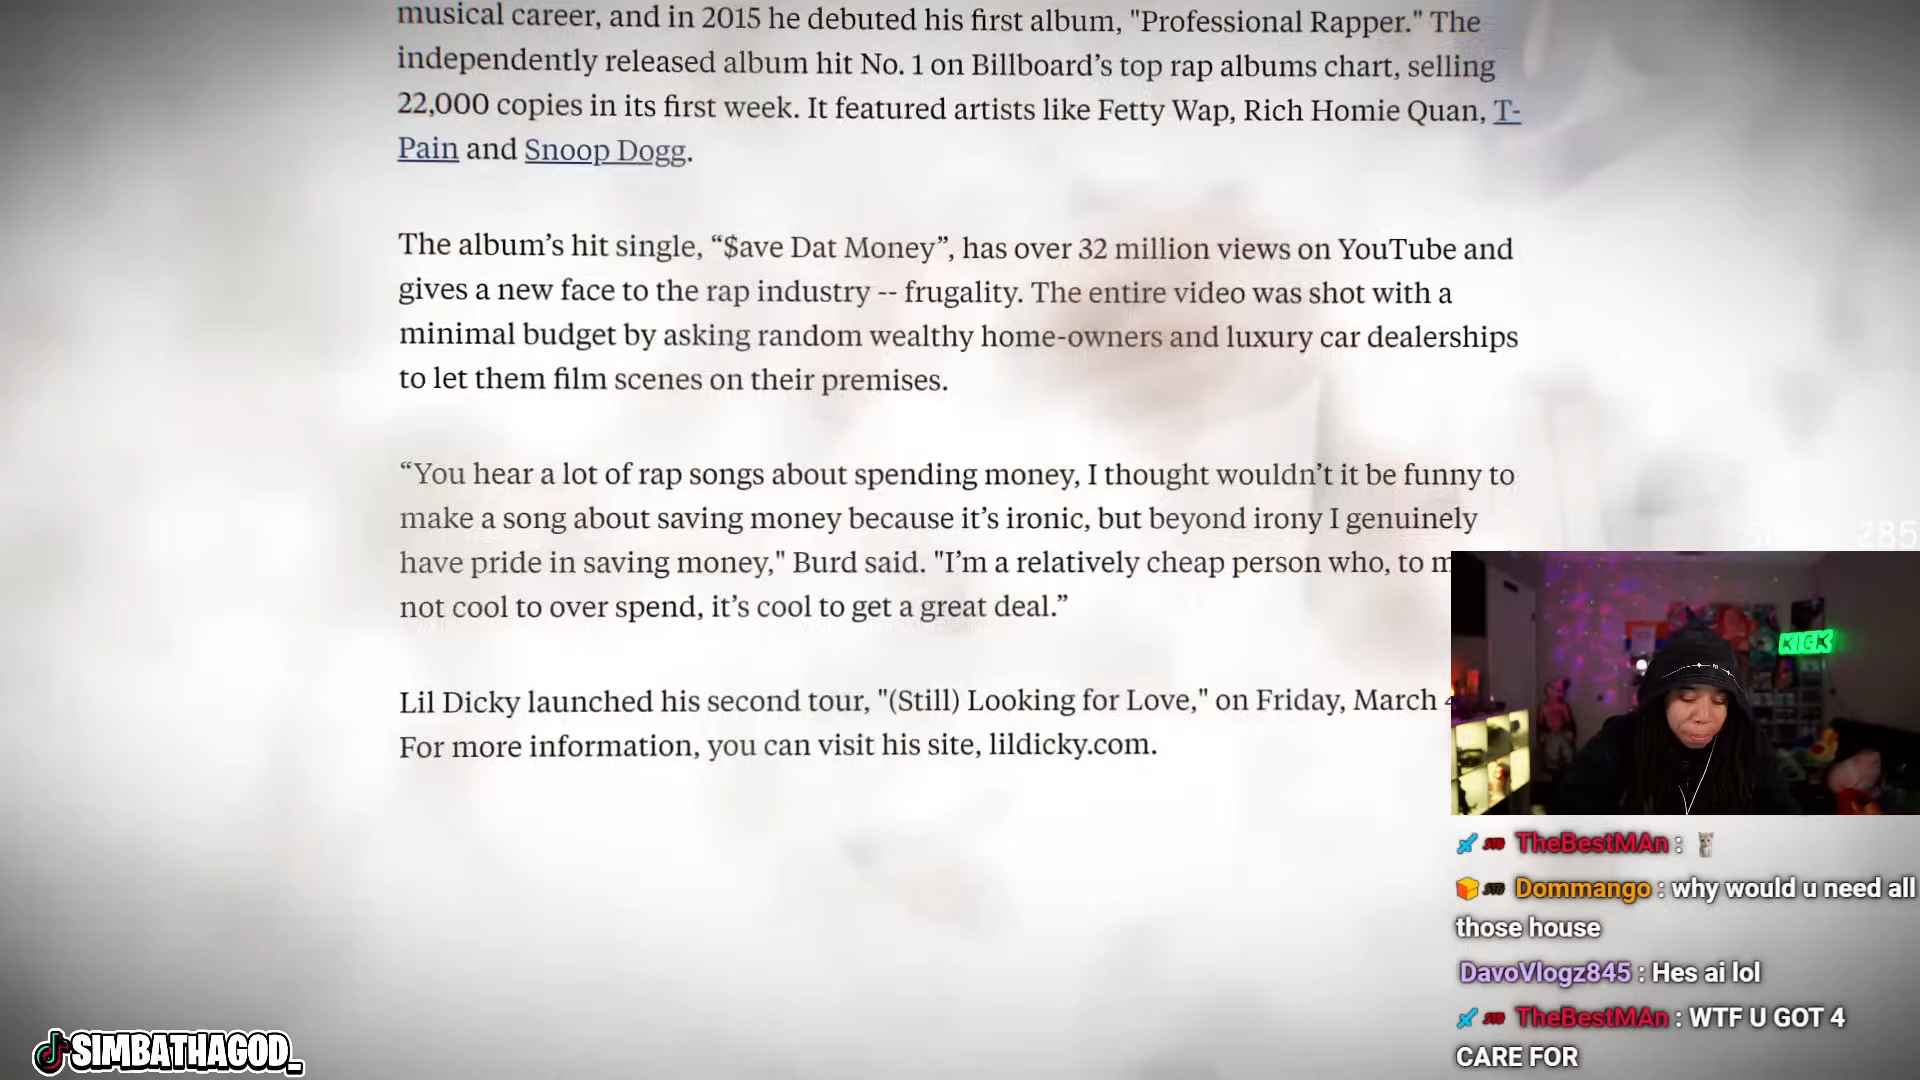 musical career, and in 2015 he debuted his first album, "Professional Rapper." The
independently released album hit No. 1 on Billboard’s top rap albums chart, selling
22,000 copies in its first week. It featured artists like Fetty Wap, Rich Homie Quan, T-
Pain and Snoop Dogg.
The album’s hit single, “$ave Dat Money”, has over 32 million views on YouTube and
gives a new face to the rap industry -- frugality. The entire video was shot with a
minimal budget by asking random wealthy home-owners and luxury car dealerships
to let them film scenes on their premises.
“You hear a lot of rap songs about spending money, I thought wouldn’t it be funny to
make a song about saving money because it’s ironic, but beyond irony I genuinely
have pride in saving money," Burd said. "I’m a relatively cheap person who, to
not cool to over spend, it’s cool to get a great deal.”
Lil Dicky launched his second tour, "(Still) Looking for Love," on Friday, March
For more information, you can visit his site, lildicky.com.
285
KICK
TheBestMAn :
Dommango : why would u need all
those house
DavoVlogz845 : Hes ai lol
TheBestMAn : WTF U GOT 4
CARE FOR
SIMBATHAGOD_